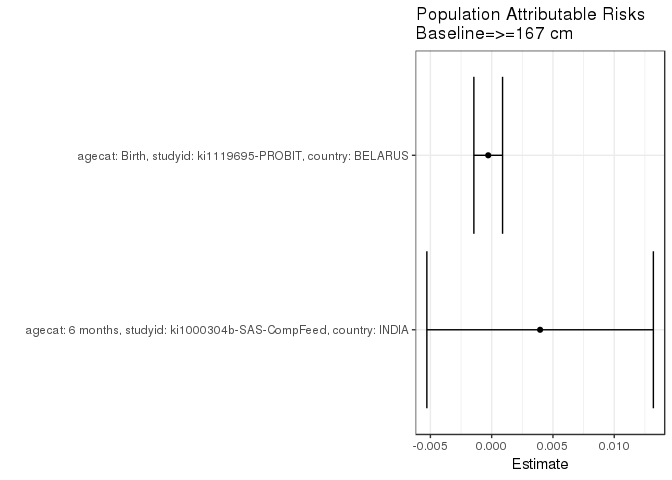 Population Attributable Risks
Baseline=>=167 cm
agecat: Birth, studyid: ki1119695-PROBIT, country: BELARUS
agecat: 6 months, studyid: ki1000304b-SAS-CompFeed, country: INDIA
-0.005 0.000 0.005 0.010
Estimate